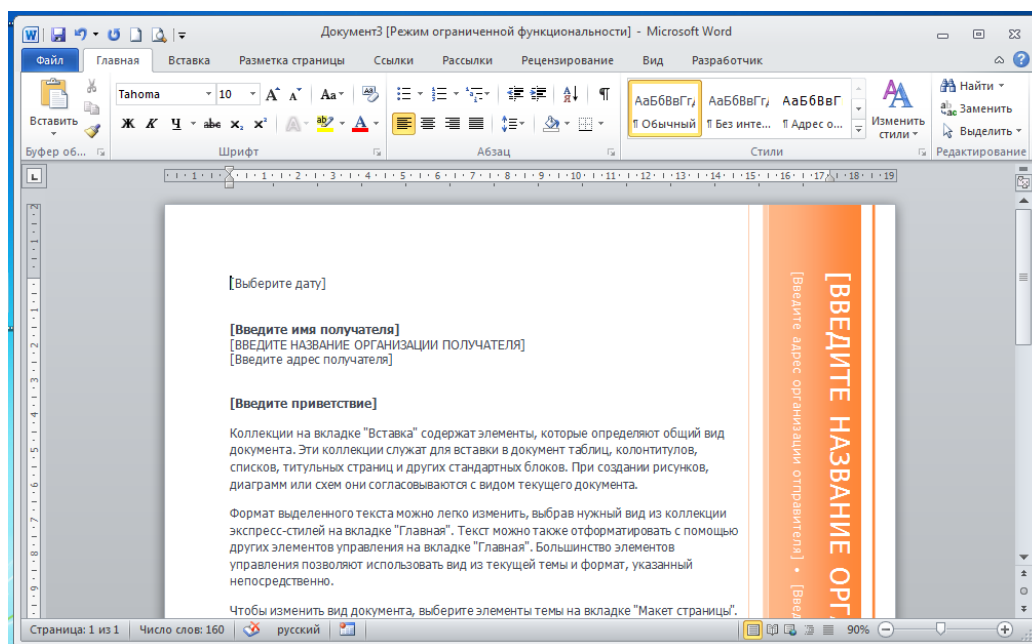 Документ3 [Режим ограниченной функциональности] - Microsoft Word
Файл Главная Вставка Разметка страницы Ссылки Рассылки Рецензирование Вид Разработчик
Tahoma 10 Аа
АаБбВвГг, АаБбВвГг, АаБбВвГ
Найти
Заменить
Выделить
Вставить
Ж К Ч abc x₂ x²
¶ Обычный ¶ Без инте... ¶ Адрес о...
Изменить
стили
Буфер об... Шрифт Абзац Стили Редактирование
[Выберите дату]
[Введите имя получателя]
[ВВЕДИТЕ НАЗВАНИЕ ОРГАНИЗАЦИИ ПОЛУЧАТЕЛЯ]
[Введите адрес получателя]
[Введите приветствие]
Коллекции на вкладке "Вставка" содержат элементы, которые определяют общий вид
документа. Эти коллекции служат для вставки в документ таблиц, колонтитулов,
списков, титульных страниц и других стандартных блоков. При создании рисунков,
диаграмм или схем они согласовываются с видом текущего документа.
Формат выделенного текста можно легко изменить, выбрав нужный вид из коллекции
экспресс-стилей на вкладке "Главная". Текст можно также отформатировать с помощью
других элементов управления на вкладке "Главная". Большинство элементов
управления позволяют использовать вид из текущей темы и формат, указанный
непосредственно.
Чтобы изменить вид документа, выберите элементы темы на вкладке "Макет страницы".
[ВВЕДИТЕ НАЗВАНИЕ ОРГА
[Введите адрес организации отправителя] • [Введ
Страница: 1 из 1 Число слов: 160 русский 90%